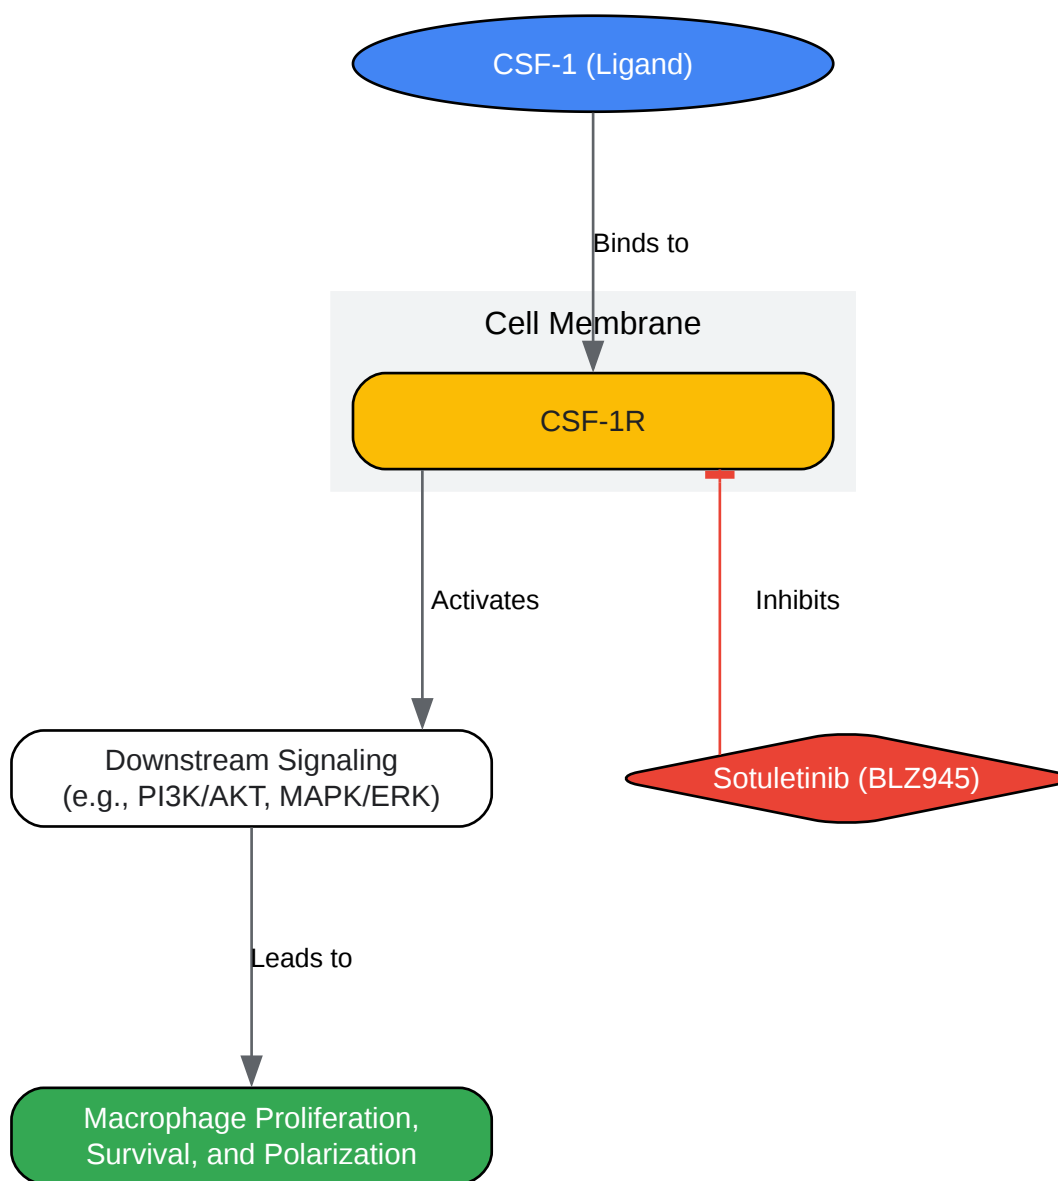 CSF-1 (Ligand)
Binds to
Cell Membrane
CSF-1R
Activates
Inhibits
Downstream Signaling
(e.g., PI3K/AKT, MAPK/ERK)
Sotuletinib (BLZ945)
Leads to
Macrophage Proliferation,
Survival, and Polarization